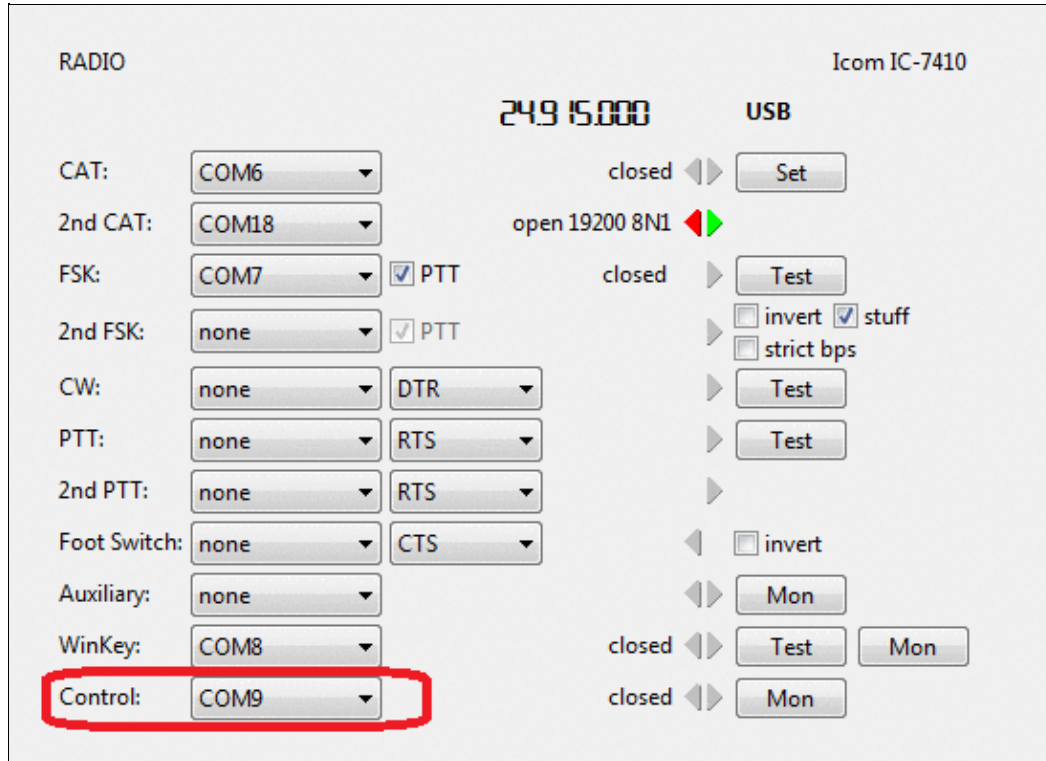 RADIO Icom IC-7410
24.915.000 USB
CAT: COM6 closed Set
2nd CAT: COM18 open 19200 8N1
FSK: COM7 PTT closed Test
2nd FSK: none PTT invert stuff
strict bps
CW: none DTR Test
PTT: none RTS Test
2nd PTT: none RTS
Foot Switch: none CTS invert
Auxiliary: none Mon
WinKey: COM8 closed Test Mon
Control: COM9 closed Mon